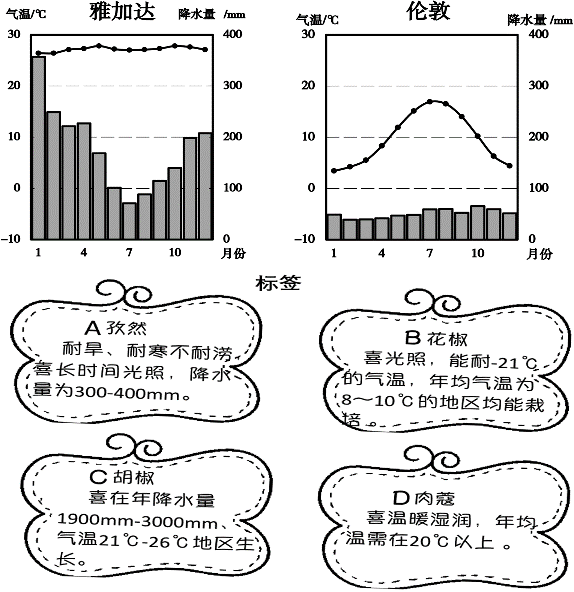 气温/℃ 雅加达 降水量 /mm
30 400
20 300
10 200
0 100
-10 0
1 4 7 10 月份
气温/℃ 伦敦 降水量 /mm
30 400
20 300
10 200
0 100
-10 0
1 4 7 10 月份
标签
A 孜然
耐旱、耐寒不耐涝,
喜长时间光照，降水
量为300-400mm。
B 花椒
喜光照，能耐-21℃
的气温，年均气温为
8～10℃的地区均能栽
培。
C 胡椒
喜在年降水量
1900mm-3000mm、
气温21℃-26℃地区生
长。
D 肉蔻
喜温暖湿润，年均
温需在20℃以上。